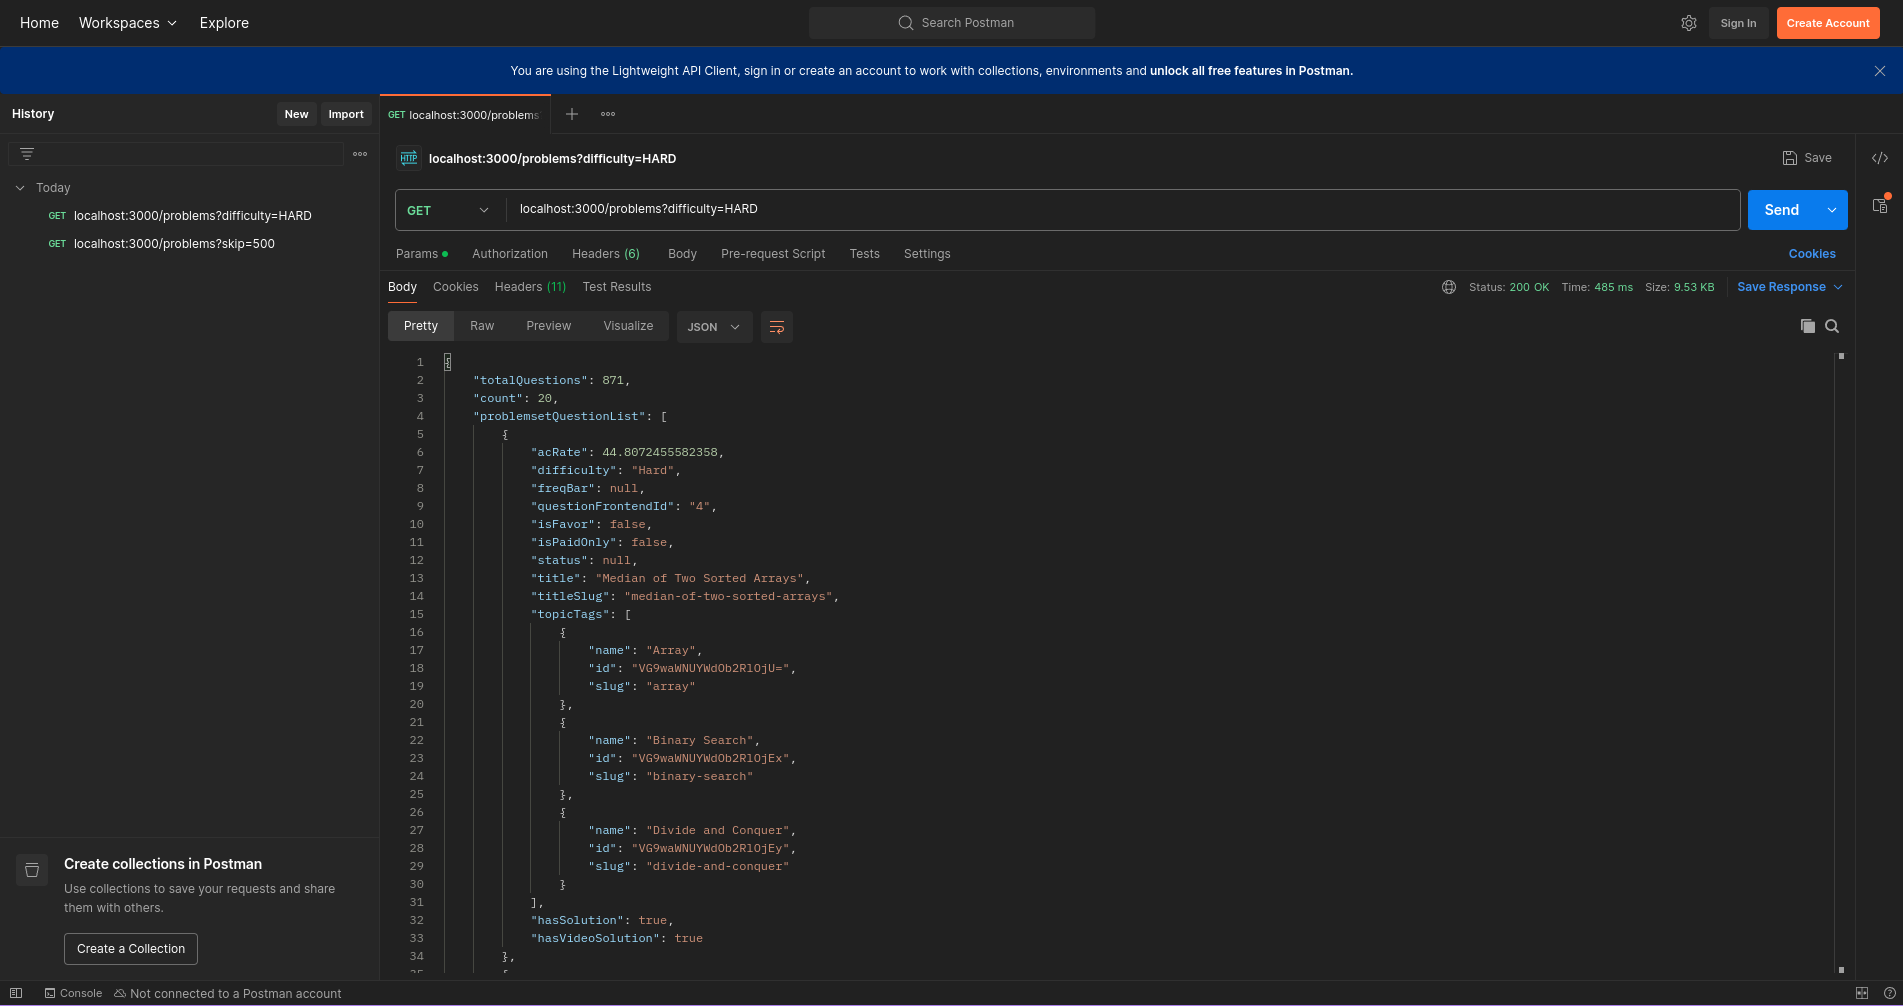 Home Workspaces Explore Search Postman Sign In Create Account
You are using the Lightweight API Client, sign in or create an account to work with collections, environments and unlock all free features in Postman.
History New Import
Today
GET localhost:3000/problems?difficulty=HARD
GET localhost:3000/problems?skip=500
Create collections in Postman
Use collections to save your requests and share
them with others.
Create a Collection
GET localhost:3000/problems
HTTP localhost:3000/problems?difficulty=HARD Save
GET localhost:3000/problems?difficulty=HARD Send
Params Authorization Headers (6) Body Pre-request Script Tests Settings Cookies
Body Cookies Headers (11) Test Results Status: 200 OK Time: 485 ms Size: 9.53 KB Save Response
Pretty Raw Preview Visualize JSON
1 {
2 "totalQuestions": 871,
3 "count": 20,
4 "problemsetQuestionList": [
5 {
6 "acRate": 44.8072455582358,
7 "difficulty": "Hard",
8 "freqBar": null,
9 "questionFrontendId": "4",
10 "isFavor": false,
11 "isPaidOnly": false,
12 "status": null,
13 "title": "Median of Two Sorted Arrays",
14 "titleSlug": "median-of-two-sorted-arrays",
15 "topicTags": [
16 {
17 "name": "Array",
18 "id": "VG9waWNUYWdOb2RlOjU=",
19 "slug": "array"
20 },
21 {
22 "name": "Binary Search",
23 "id": "VG9waWNUYWdOb2RlOjEx",
24 "slug": "binary-search"
25 },
26 {
27 "name": "Divide and Conquer",
28 "id": "VG9waWNUYWdOb2RlOjEy",
29 "slug": "divide-and-conquer"
30 }
31 ],
32 "hasSolution": true,
33 "hasVideoSolution": true
34 },
Console Not connected to a Postman account